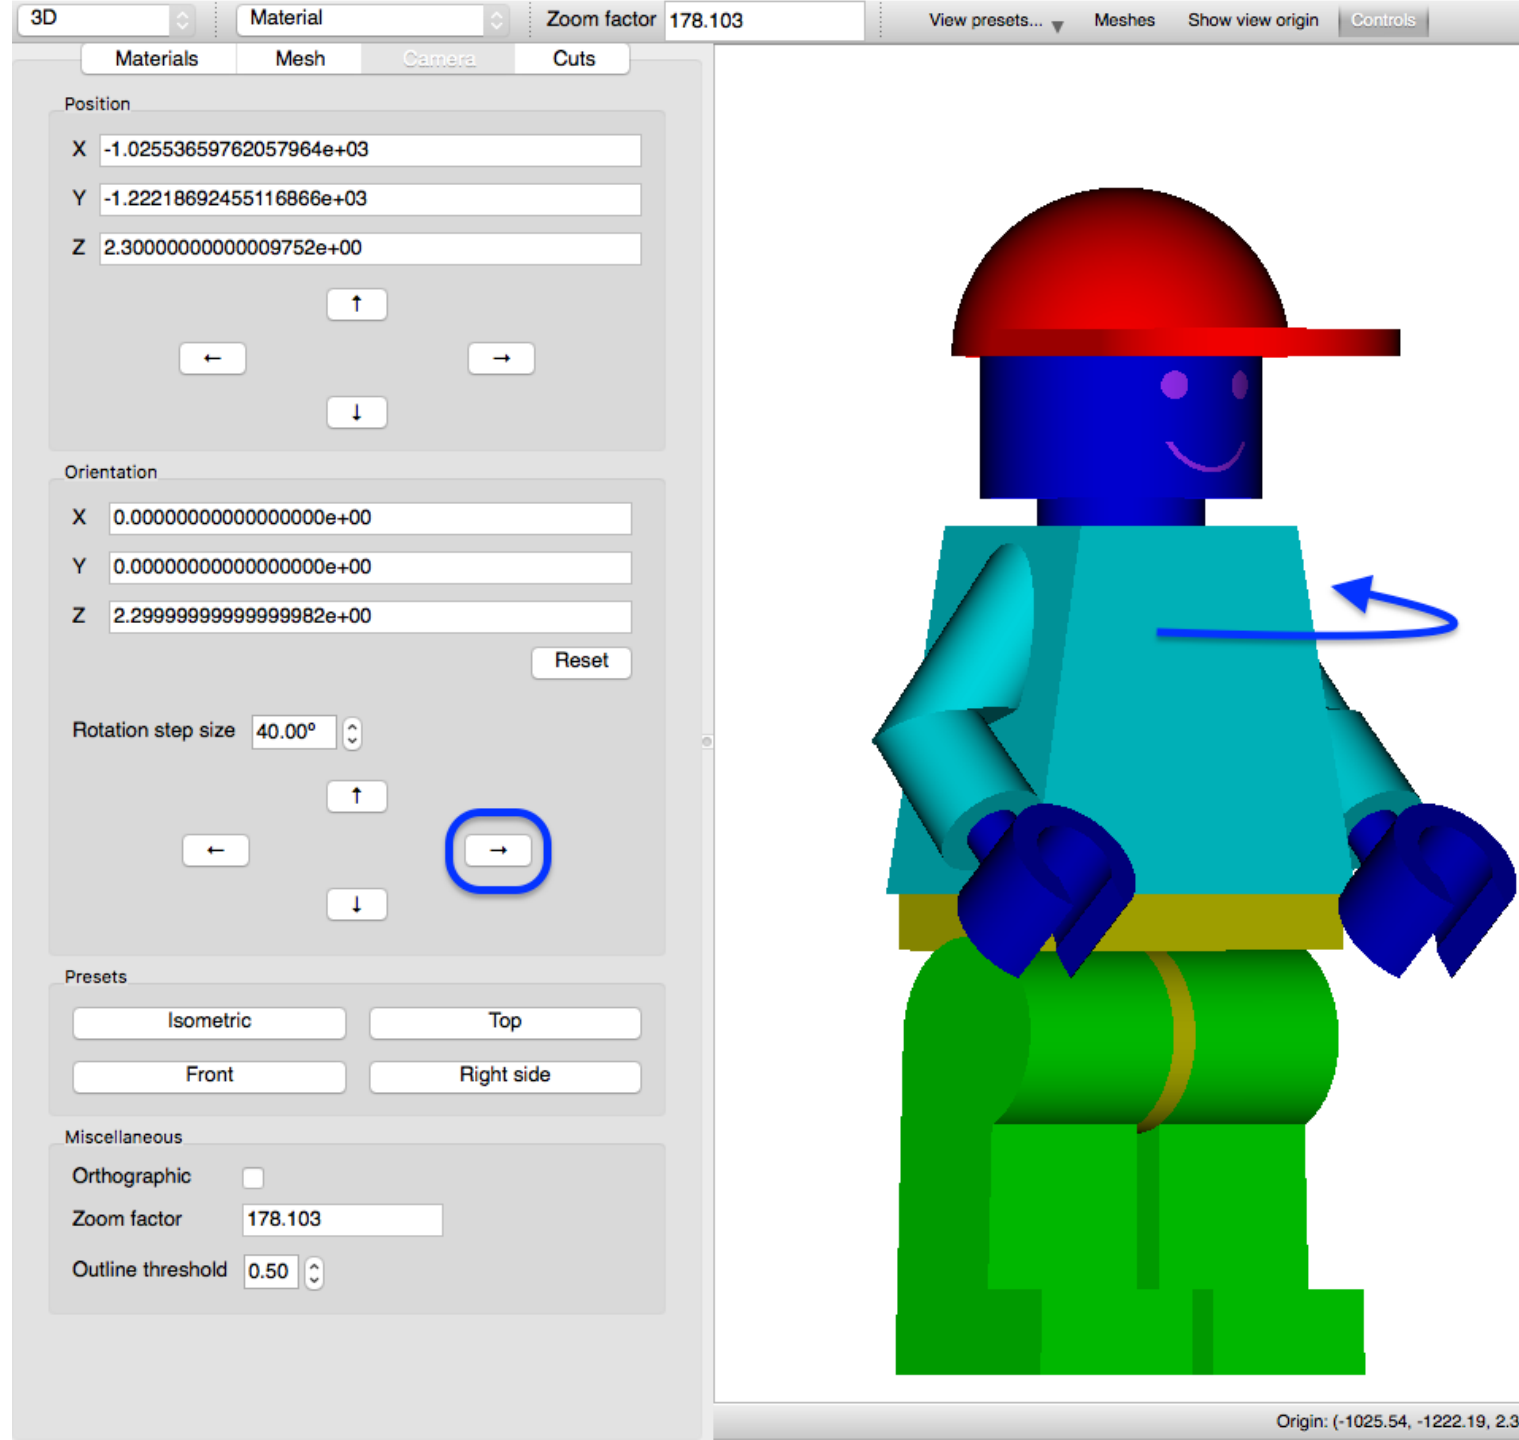 3D Material Zoom factor 178.103 View presets... Meshes Show view origin Controls
Materials Mesh Camera Cuts
Position
X -1.02553659762057964e+03
Y -1.22218692455116866e+03
Z 2.30000000000009752e+00
↑
← →
↓
Orientation
X 0.00000000000000000e+00
Y 0.00000000000000000e+00
Z 2.29999999999999982e+00
Reset
Rotation step size 40.00º
↑
← →
↓
Presets
Isometric Top
Front Right side
Miscellaneous
Orthographic
Zoom factor 178.103
Outline threshold 0.50
Origin: (-1025.54, -1222.19, 2.3